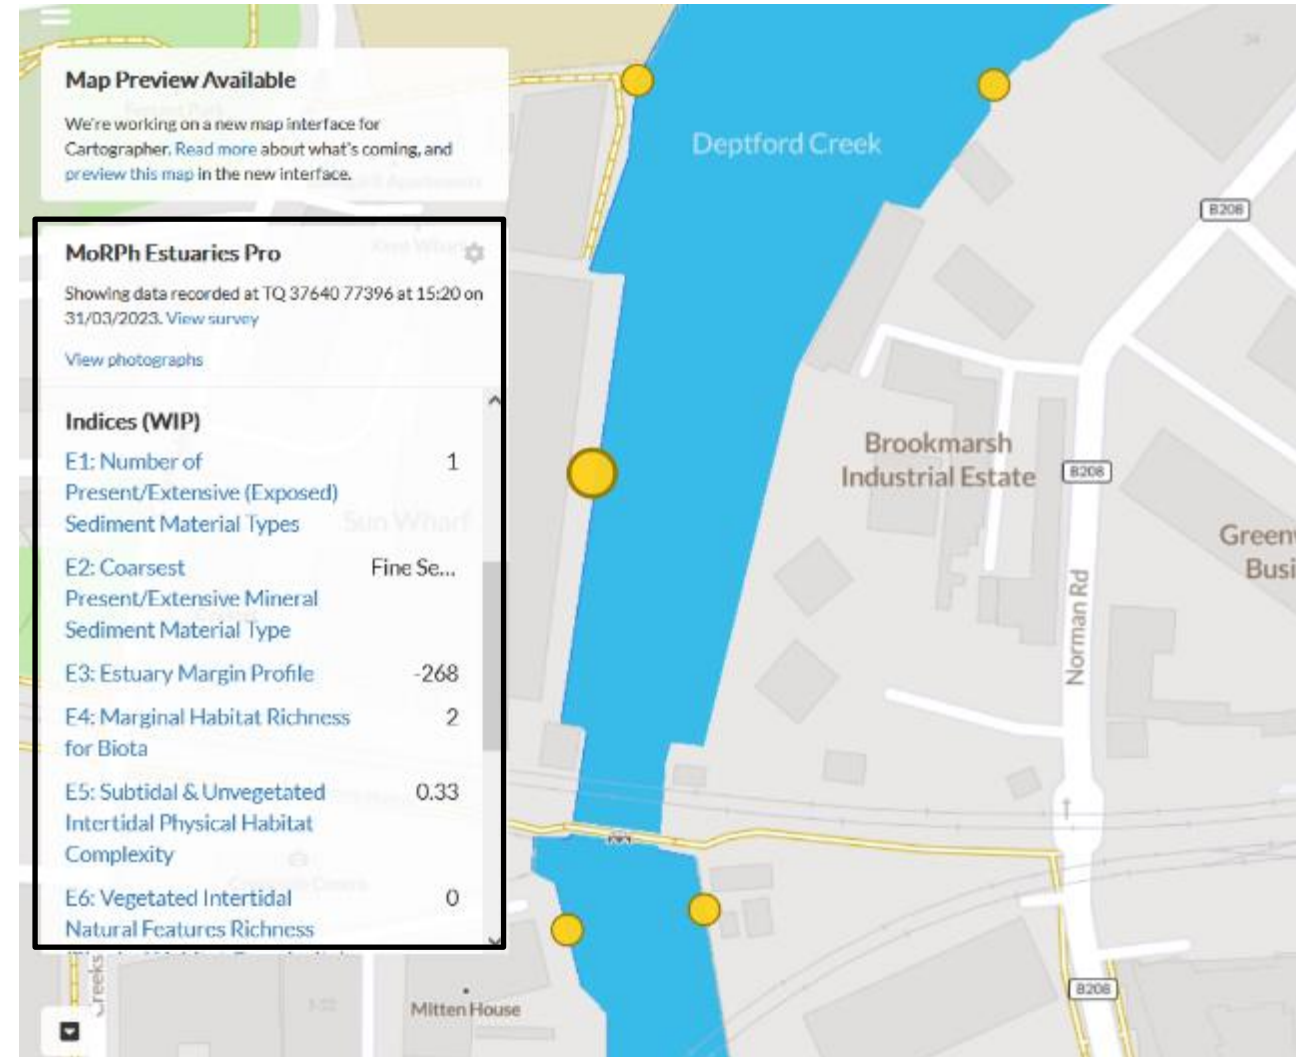 Map Preview Available
We're working on a new map interface for
Cartographer. Read more about what's coming, and
preview this map in the new interface.
MoRPh Estuaries Pro
Showing data recorded at TQ 37640 77396 at 15:20 on
31/03/2023. View survey
View photographs
Indices (WIP)
E1: Number of 1
Present/Extensive (Exposed)
Sediment Material Types
E2: Coarsest Fine Se...
Present/Extensive Mineral
Sediment Material Type
E3: Estuary Margin Profile -268
E4: Marginal Habitat Richness 2
for Biota
E5: Subtidal & Unvegetated 0.33
Intertidal Physical Habitat
Complexity
E6: Vegetated Intertidal 0
Natural Features Richness
Deptford Creek
B208
Brookmarsh
Industrial Estate
B208
Green
Busi
Norman Rd
Sun Wharf
Mitten House
B208